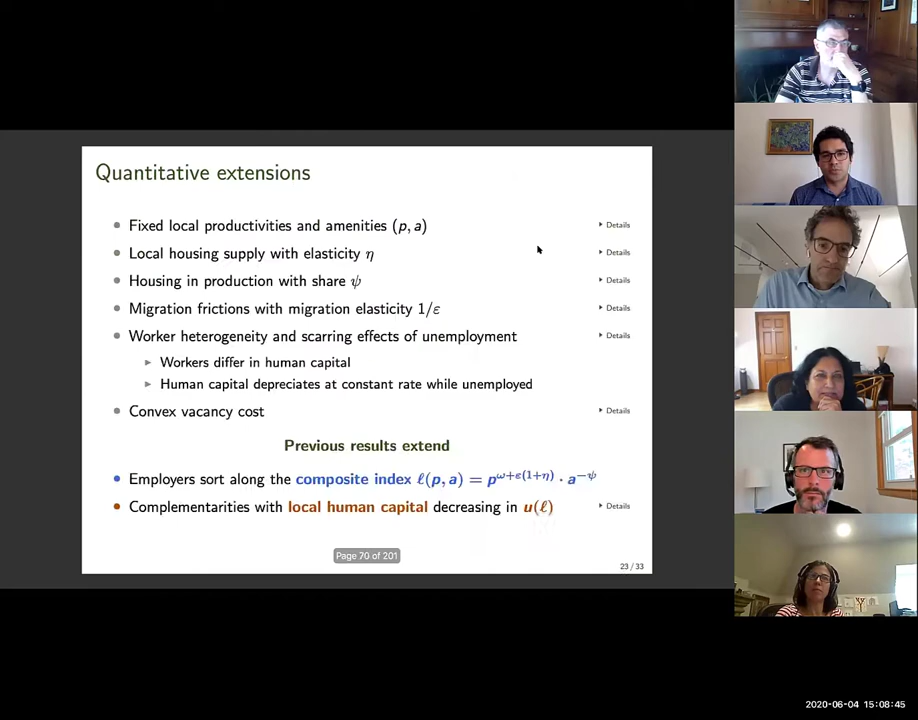 Quantitative extensions
• Fixed local productivities and amenities (p, a) ▸ Details
• Local housing supply with elasticity η ▸ Details
• Housing in production with share ψ ▸ Details
• Migration frictions with migration elasticity 1/ε ▸ Details
• Worker heterogeneity and scarring effects of unemployment ▸ Details
▸ Workers differ in human capital
▸ Human capital depreciates at constant rate while unemployed
• Convex vacancy cost ▸ Details
Previous results extend
• Employers sort along the composite index ℓ(p, a) = p^{ω+ε(1+η)} · a^{−ψ}
• Complementarities with local human capital decreasing in u(ℓ) ▸ Details
Page 70 of 201
23 / 33
2020-06-04 15:08:45